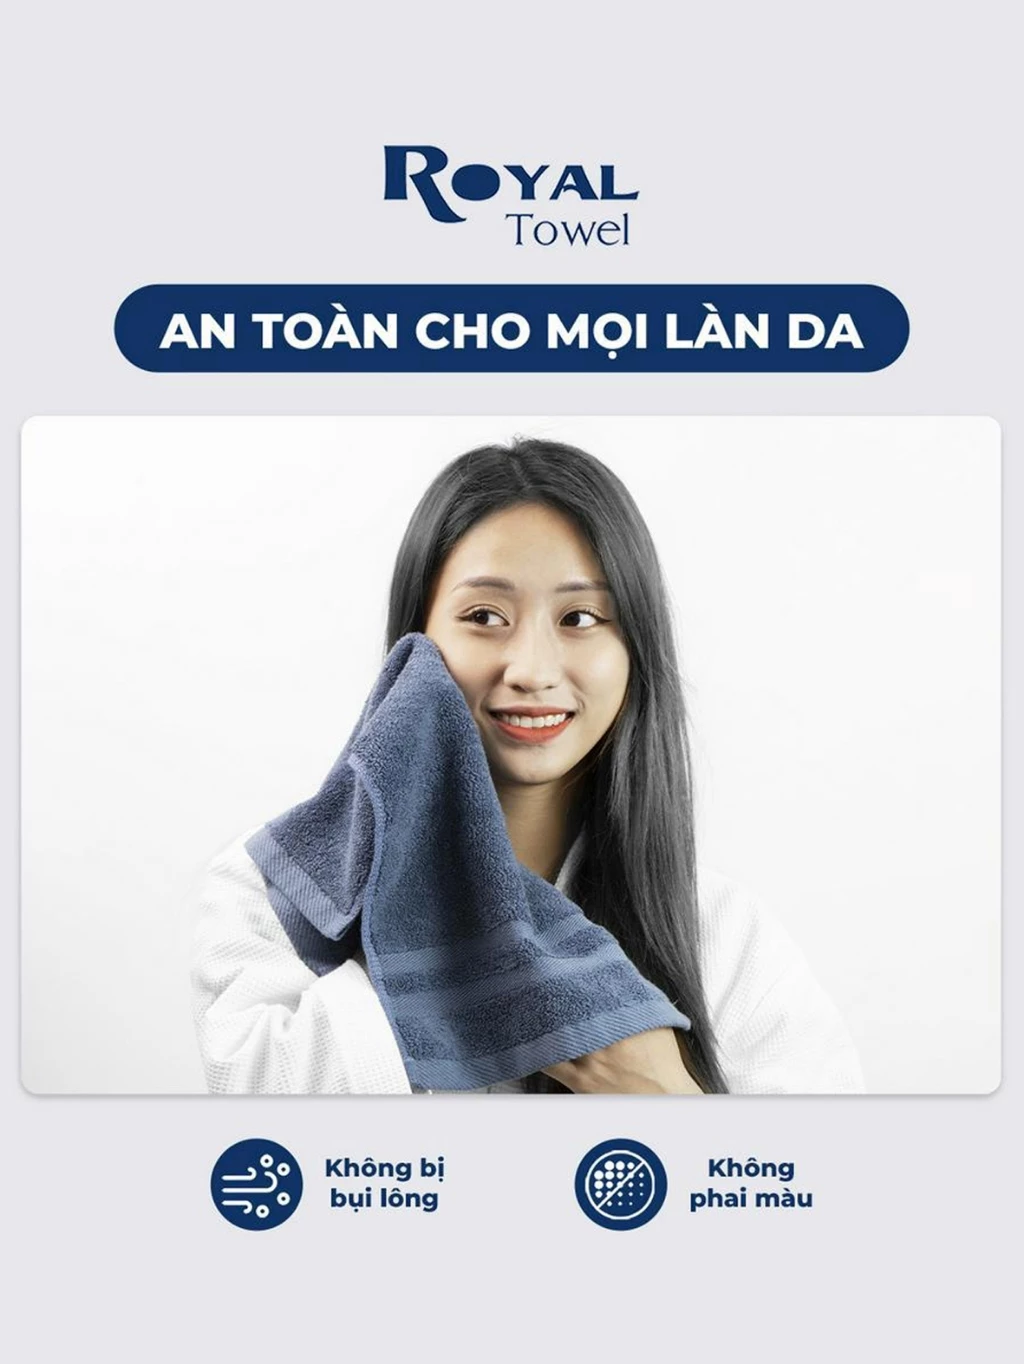 ROYAL
Towel
AN TOÀN CHO MỌI LÀN DA
Không bị
bụi lông
Không
phai màu